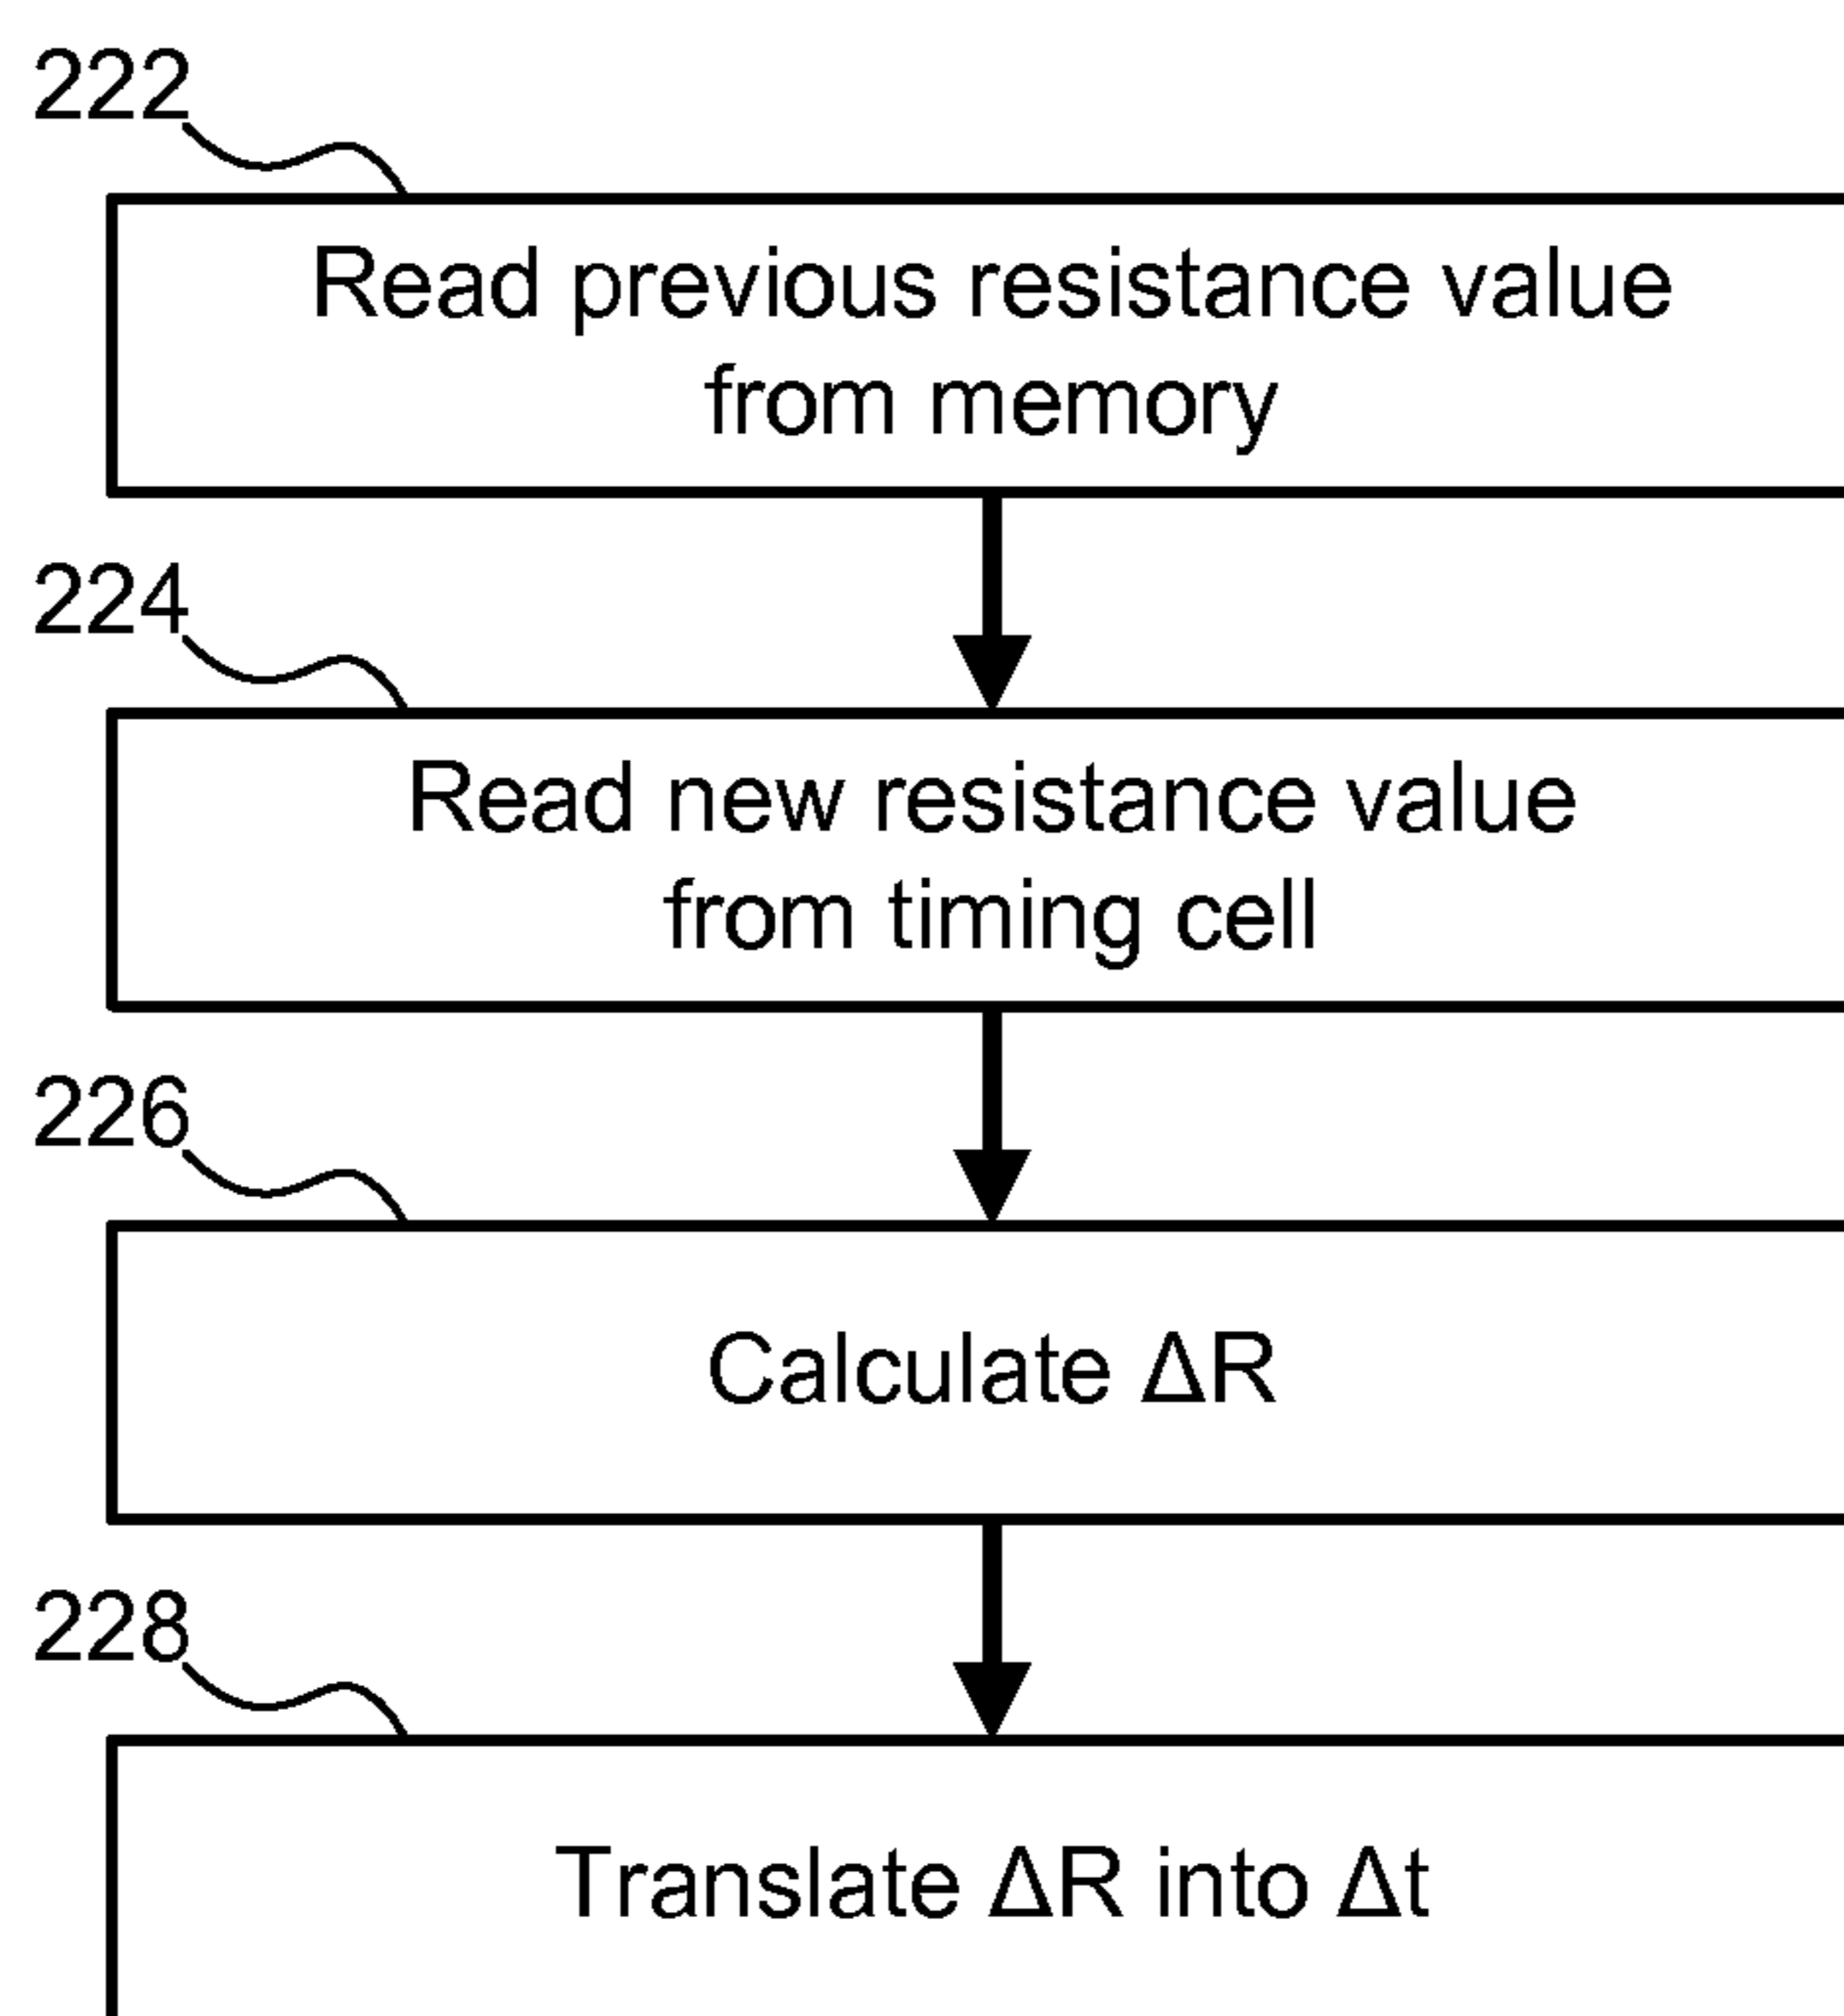 222
Read previous resistance value
from memory
224
Read new resistance value
from timing cell
226
Calculate ΔR
228
Translate ΔR into Δt